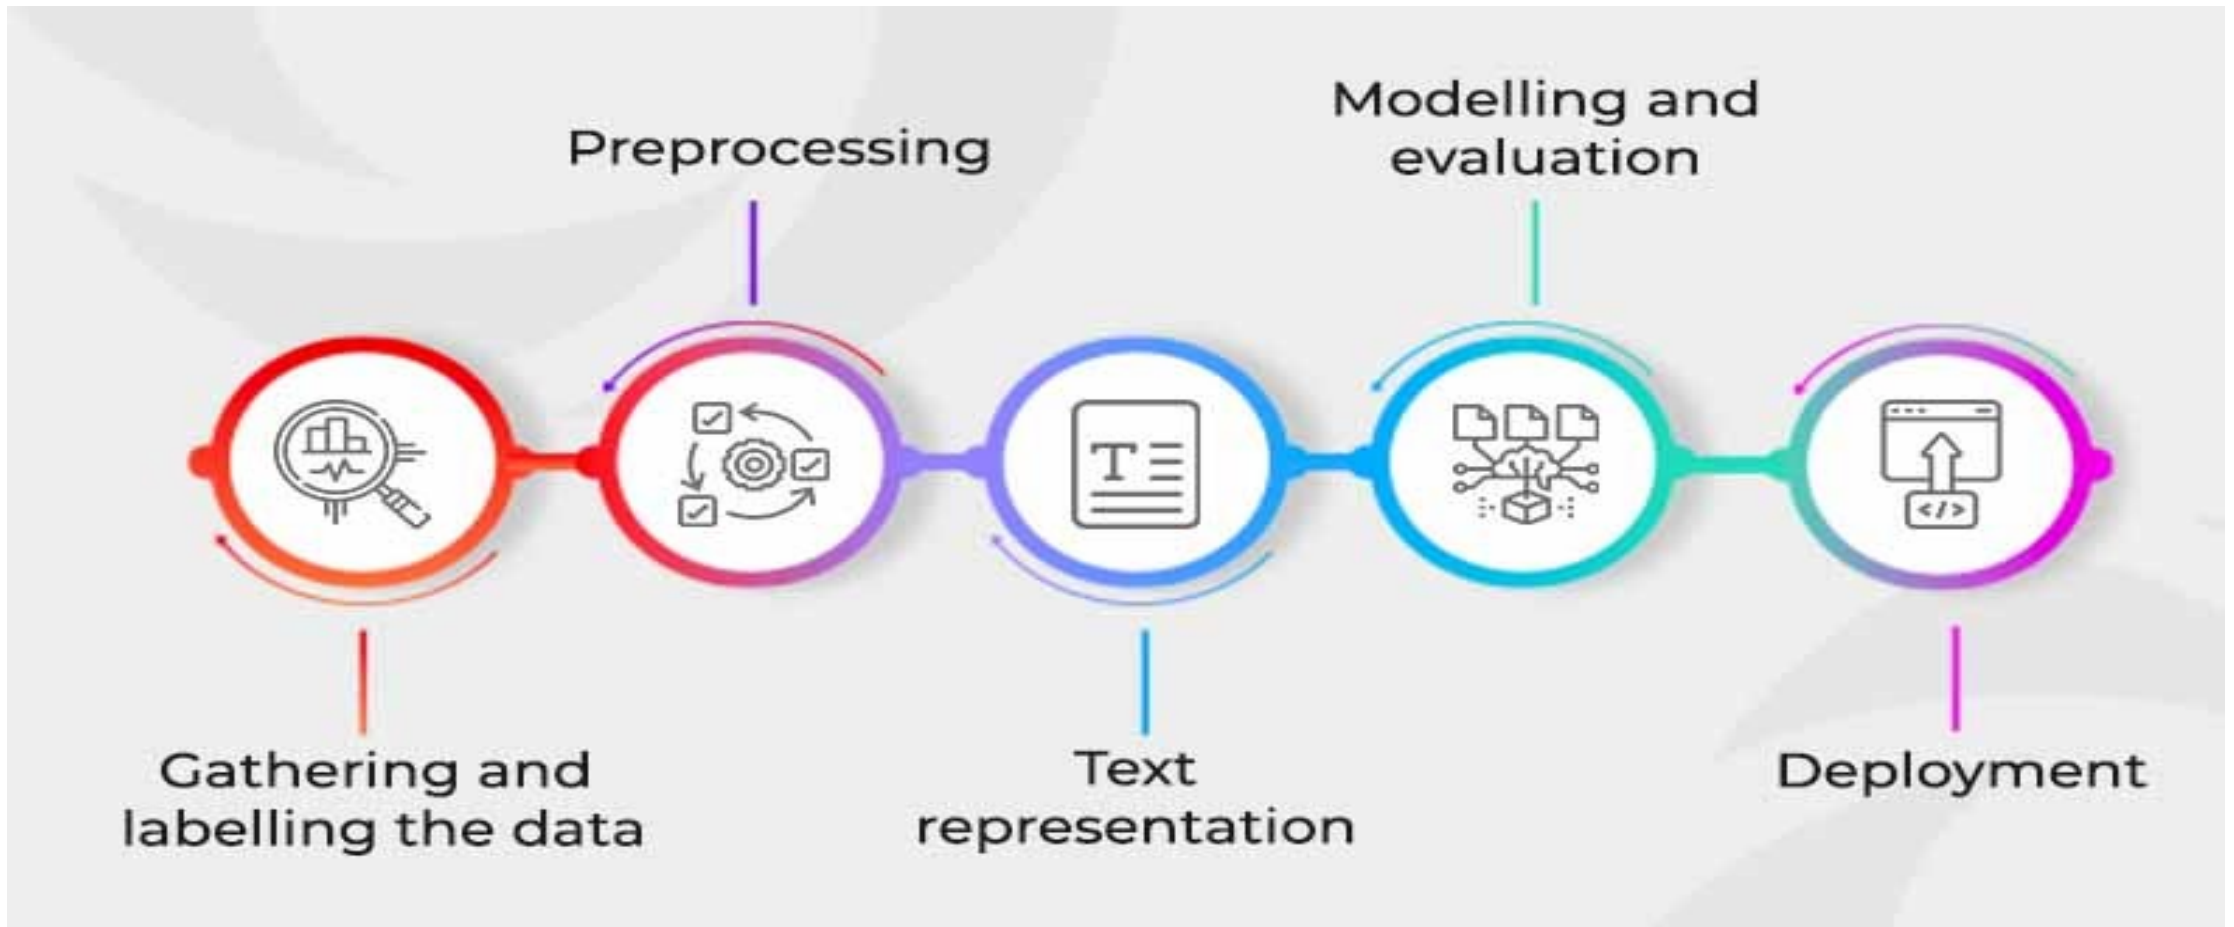 Gathering and
labelling the data
Preprocessing
Text
representation
Modelling and
evaluation
Deployment
T
</>